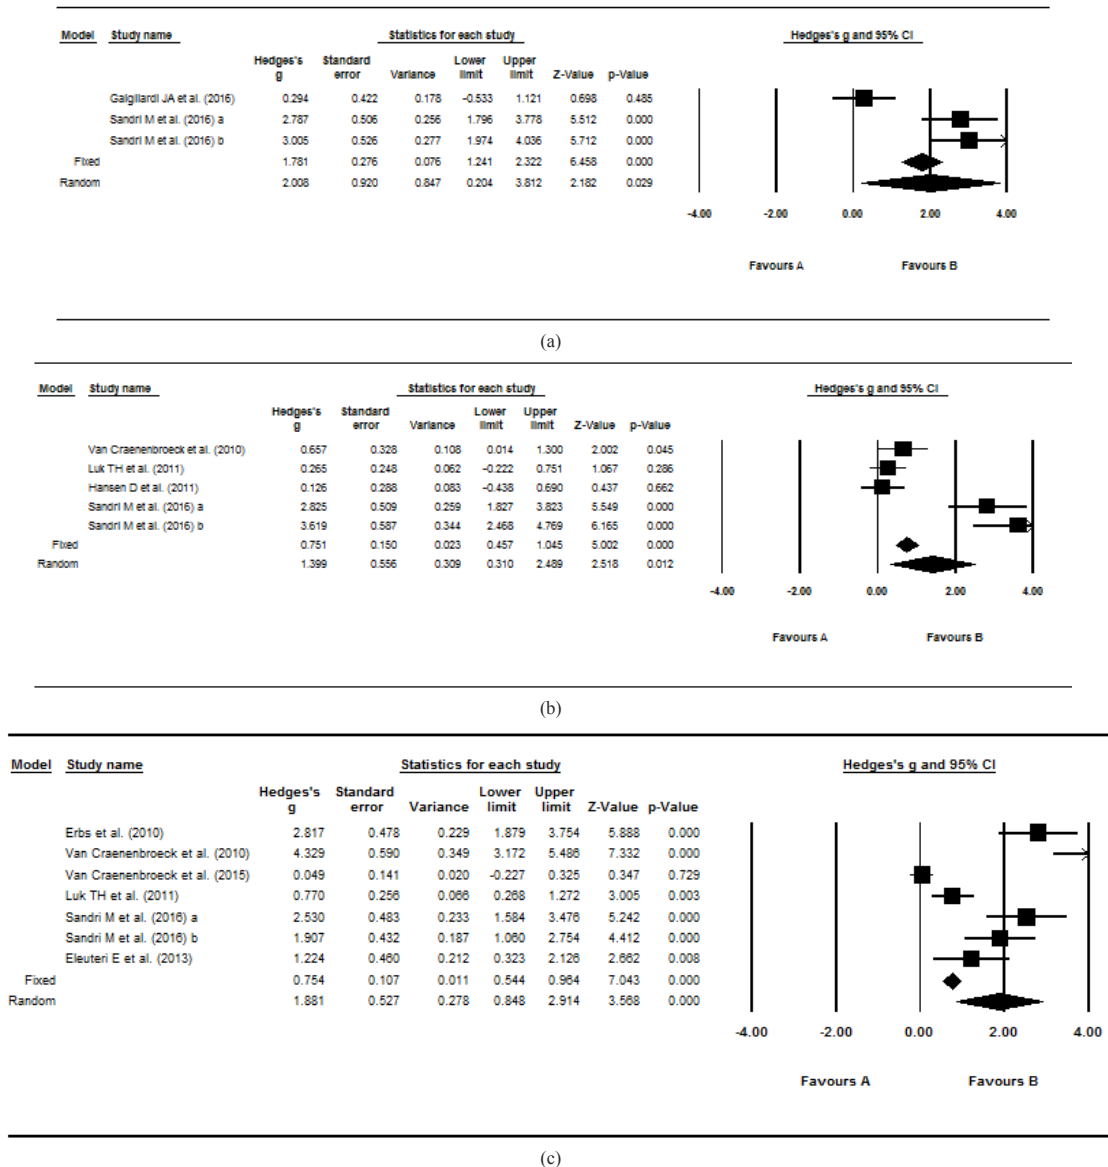 Model Study name Statistics for each study Hedges's g and 95% CI
Hedges's g Standard error Variance Lower limit Upper limit Z-Value p-Value
Galgliardi JA et al. (2016) 0.294 0.422 0.178 -0.533 1.121 0.698 0.485
Sandri M et al. (2016) a 2.787 0.506 0.256 1.796 3.778 5.512 0.000
Sandri M et al. (2016) b 3.005 0.526 0.277 1.974 4.036 5.712 0.000
Fixed 1.781 0.276 0.076 1.241 2.322 6.458 0.000
Random 2.008 0.920 0.847 0.204 3.812 2.182 0.029
-4.00 -2.00 0.00 2.00 4.00
Favours A Favours B
(a)
Model Study name Statistics for each study Hedges's g and 95% CI
Hedges's g Standard error Variance Lower limit Upper limit Z-Value p-Value
Van Craenenbroeck et al. (2010) 0.657 0.328 0.108 0.014 1.300 2.002 0.045
Luk TH et al. (2011) 0.265 0.248 0.062 -0.222 0.751 1.067 0.286
Hansen D et al. (2011) 0.126 0.288 0.083 -0.438 0.690 0.437 0.662
Sandri M et al. (2016) a 2.825 0.509 0.259 1.827 3.823 5.549 0.000
Sandri M et al. (2016) b 3.619 0.587 0.344 2.468 4.769 6.165 0.000
Fixed 0.751 0.150 0.023 0.457 1.045 5.002 0.000
Random 1.399 0.556 0.309 0.310 2.489 2.518 0.012
-4.00 -2.00 0.00 2.00 4.00
Favours A Favours B
(b)
Model Study name Statistics for each study Hedges's g and 95% CI
Hedges's g Standard error Variance Lower limit Upper limit Z-Value p-Value
Erbs et al. (2010) 2.817 0.478 0.229 1.879 3.754 5.888 0.000
Van Craenenbroeck et al. (2010) 4.329 0.590 0.349 3.172 5.486 7.332 0.000
Van Craenenbroeck et al. (2015) 0.049 0.141 0.020 -0.227 0.325 0.347 0.729
Luk TH et al. (2011) 0.770 0.256 0.066 0.268 1.272 3.005 0.003
Sandri M et al. (2016) a 2.530 0.483 0.233 1.584 3.476 5.242 0.000
Sandri M et al. (2016) b 1.907 0.432 0.187 1.060 2.754 4.412 0.000
Eleuteri E et al. (2013) 1.224 0.460 0.212 0.323 2.126 2.662 0.008
Fixed 0.754 0.107 0.011 0.544 0.964 7.043 0.000
Random 1.881 0.527 0.278 0.848 2.914 3.568 0.000
-4.00 -2.00 0.00 2.00 4.00
Favours A Favours B
(c)